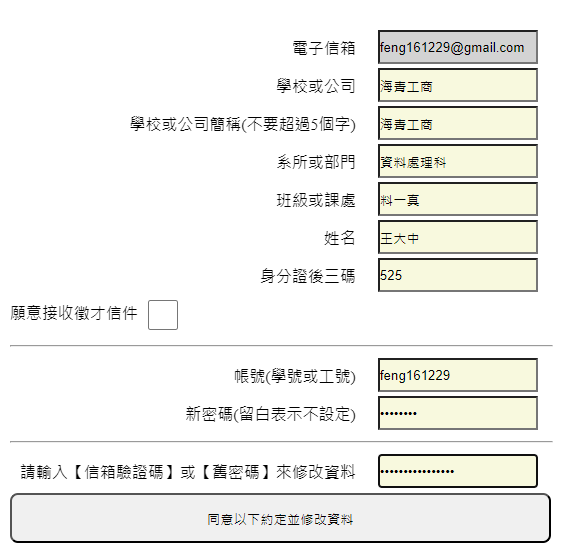 電子信箱 feng161229@gmail.com
學校或公司 海青工商
學校或公司簡稱(不要超過5個字) 海青工商
系所或部門 資料處理科
班級或課處 料一真
姓名 王大中
身分證後三碼 525
願意接收徵才信件
帳號(學號或工號) feng161229
新密碼(留白表示不設定) ••••••••
請輸入【信箱驗證碼】或【舊密碼】來修改資料 ••••••••••••••••
同意以下約定並修改資料